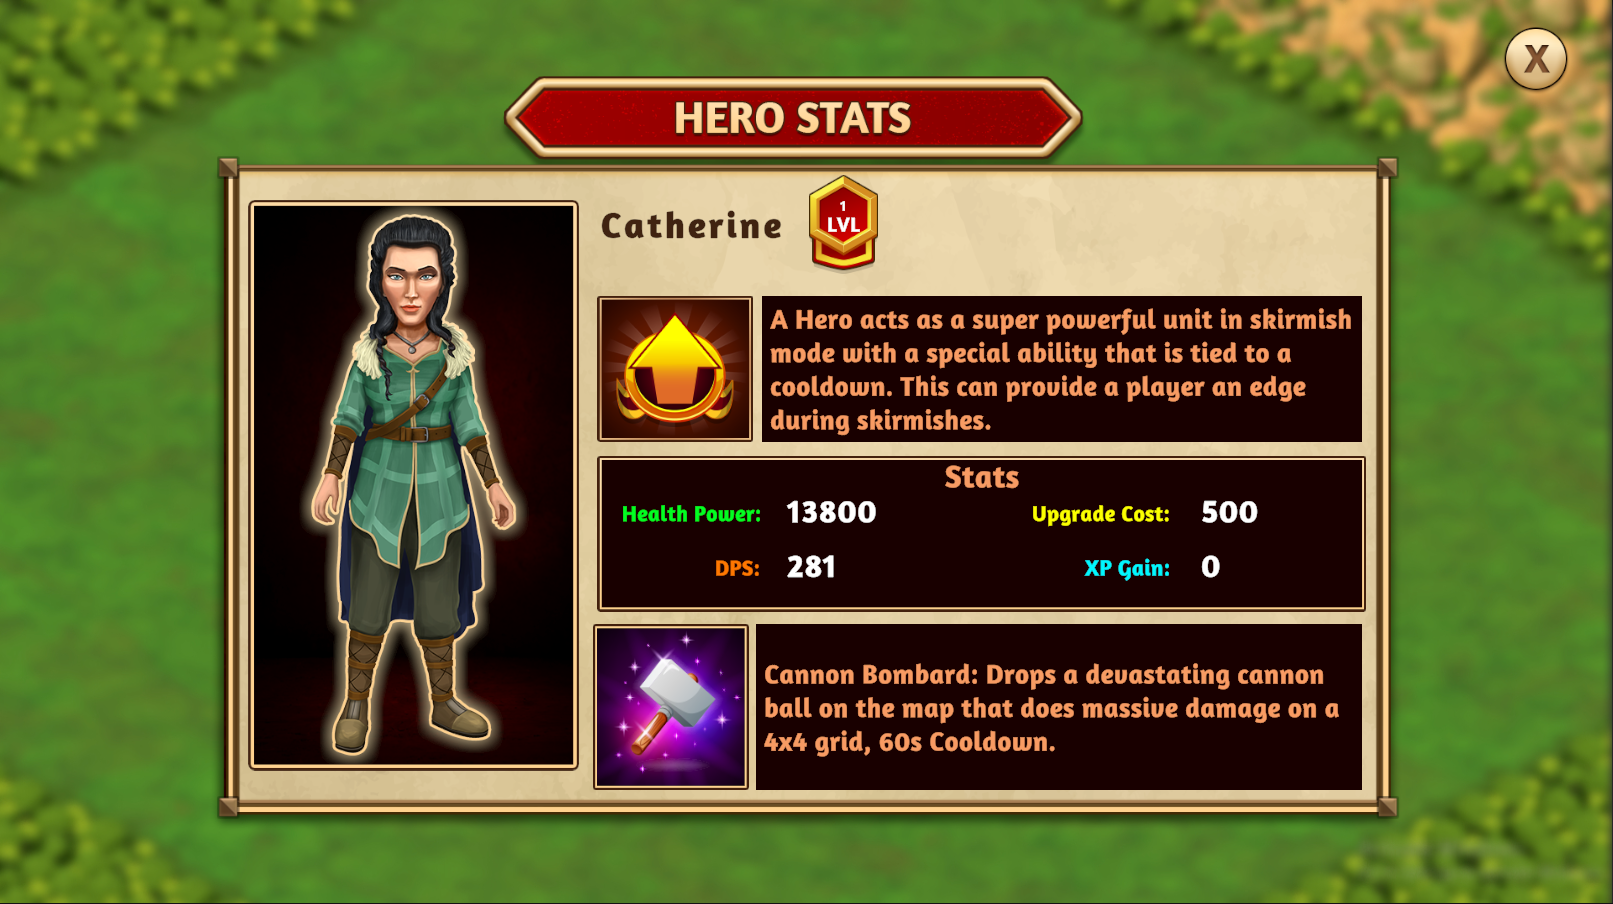 X
HERO STATS
Catherine
1
LVL
A Hero acts as a super powerful unit in skirmish
mode with a special ability that is tied to a
cooldown. This can provide a player an edge
during skirmishes.
Stats
Health Power: 13800 Upgrade Cost: 500
DPS: 281 XP Gain: 0
Cannon Bombard: Drops a devastating cannon
ball on the map that does massive damage on a
4x4 grid, 60s Cooldown.